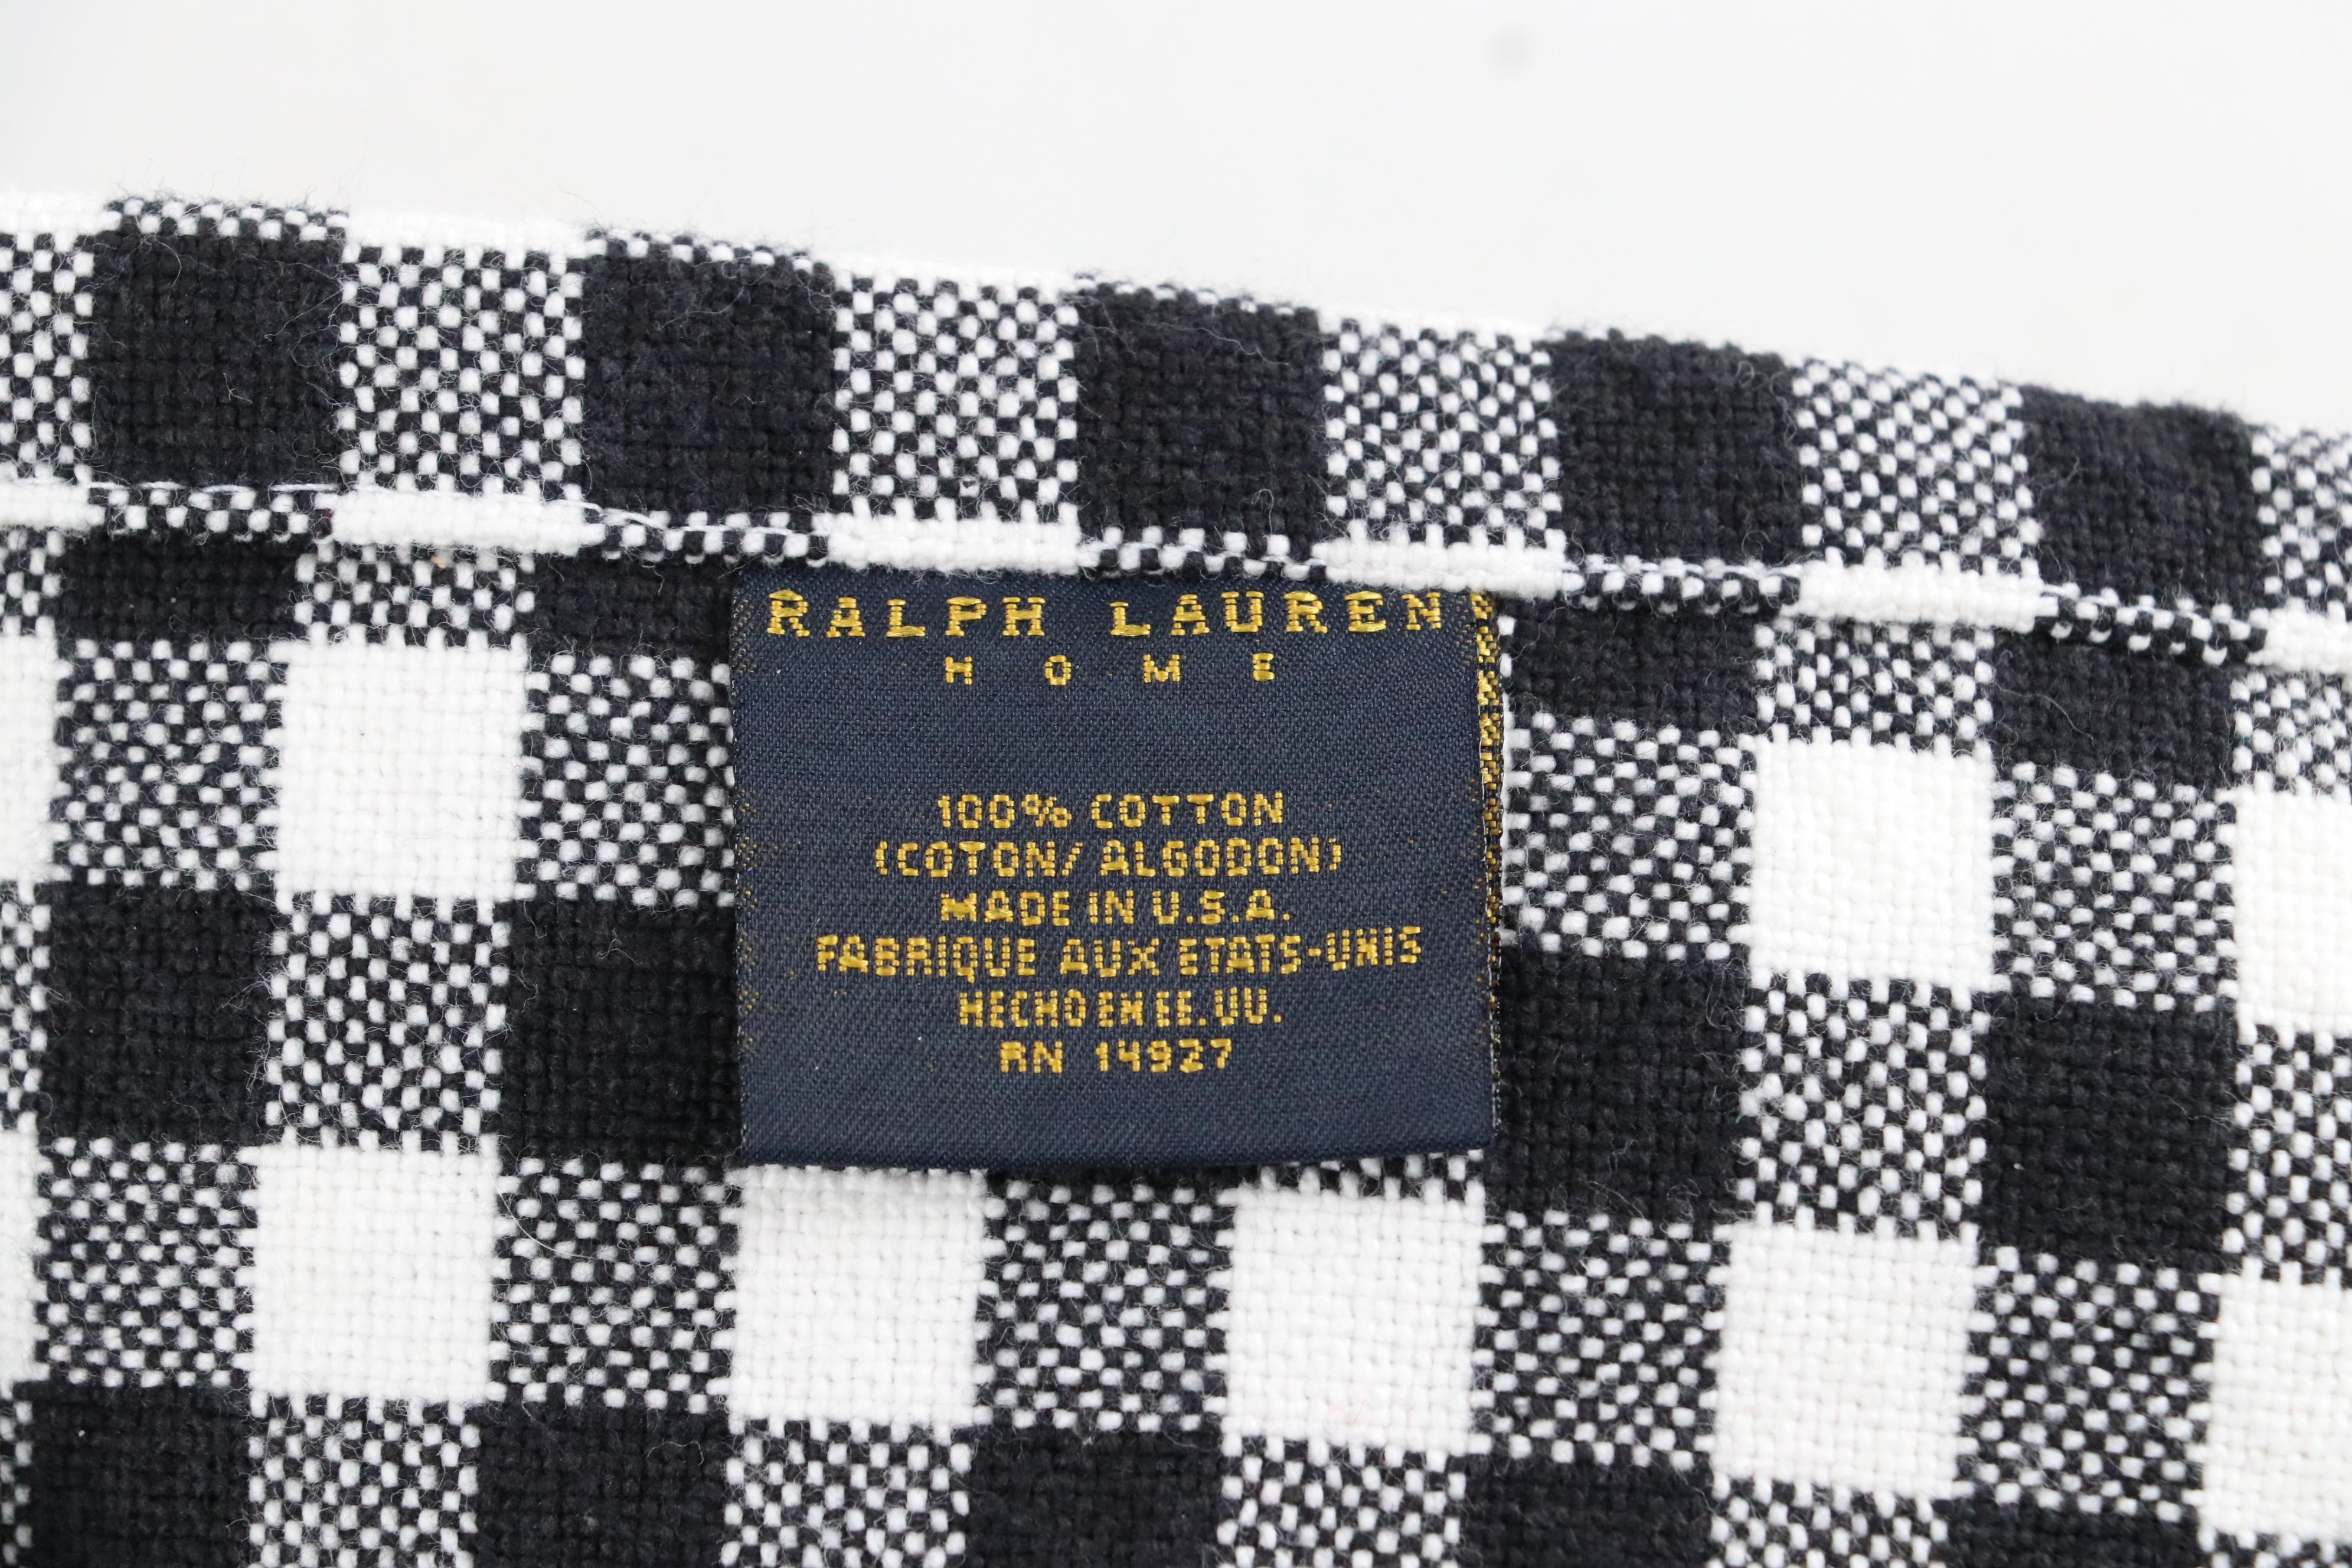 RALPH LAUREN
HOME
100% COTTON
(COTON/ ALGODON)
MADE IN U.S.A.
FABRIQUE AUX ETATS-UNIS
HECHO EN EE.UU.
RN 14927